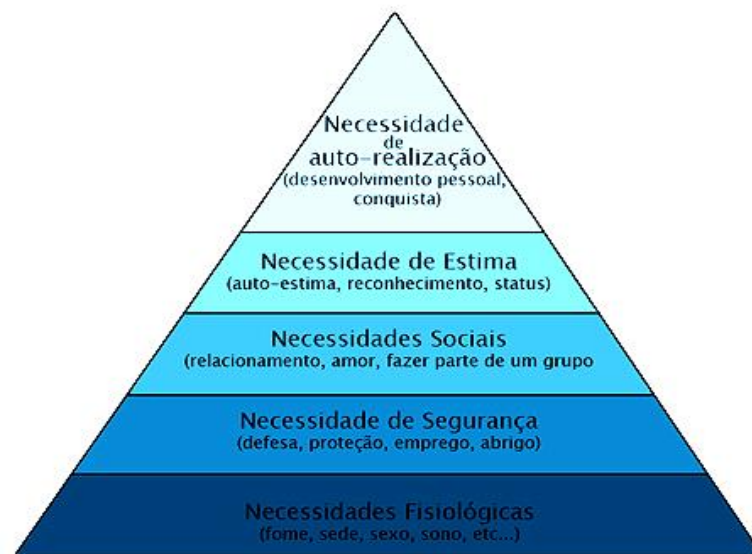 Necessidade
de
auto-realização
(desenvolvimento pessoal,
conquista)
Necessidade de Estima
(auto-estima, reconhecimento, status)
Necessidades Sociais
(relacionamento, amor, fazer parte de um grupo
Necessidade de Segurança
(defesa, proteção, emprego, abrigo)
Necessidades Fisiológicas
(fome, sede, sexo, sono, etc...)